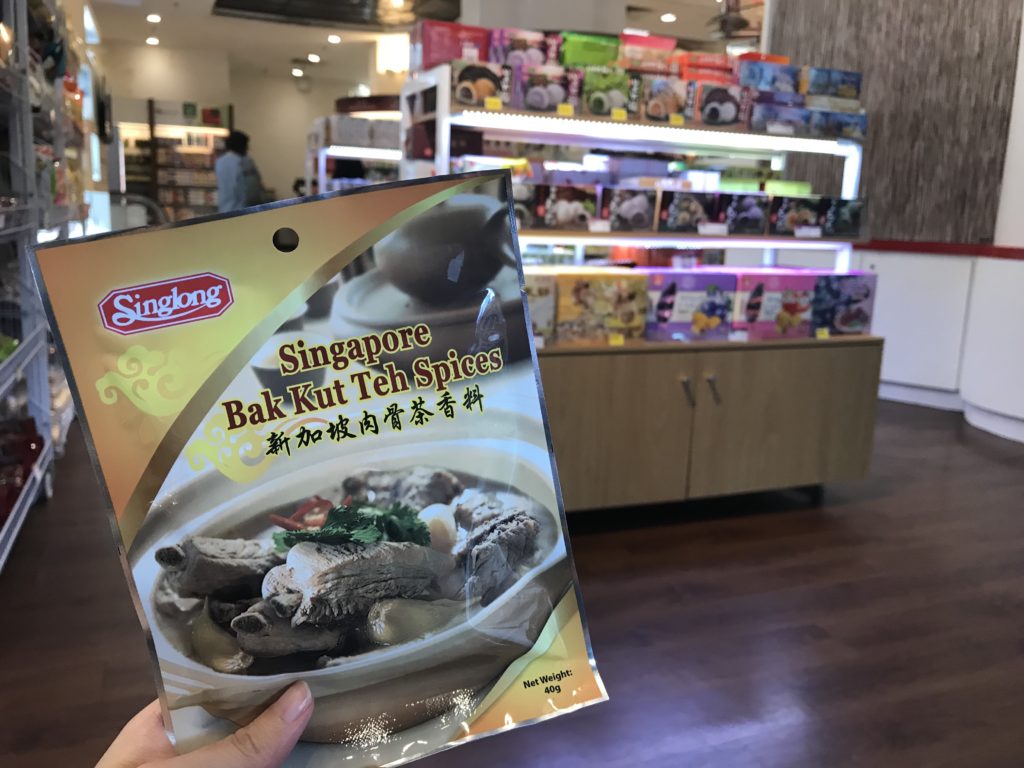 Singlong
Singapore
Bak Kut Teh Spices
新加坡肉骨茶香料
Net Weight:
40g